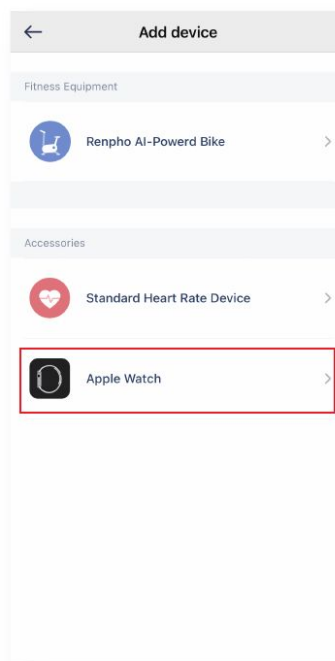 Add device
Fitness Equipment
Renpho AI-Powerd Bike
Accessories
Standard Heart Rate Device
Apple Watch